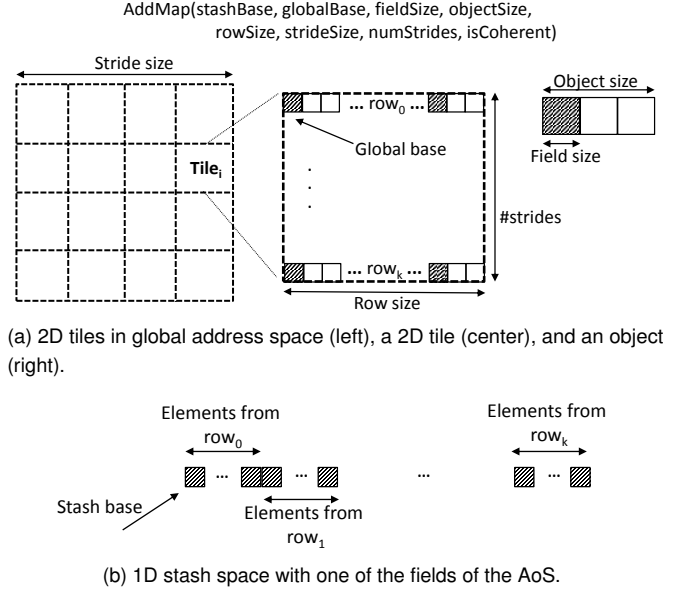 AddMap(stashBase, globalBase, fieldSize, objectSize,
rowSize, strideSize, numStrides, isCoherent)
Stride size
Tileᵢ
... row₀ ...
Global base
.
.
.
... rowₖ ...
Row size
#strides
Object size
Field size
(a) 2D tiles in global address space (left), a 2D tile (center), and an object
(right).
Elements from
row₀
Elements from
rowₖ
... ... ...
Stash base
Elements from
row₁
(b) 1D stash space with one of the fields of the AoS.